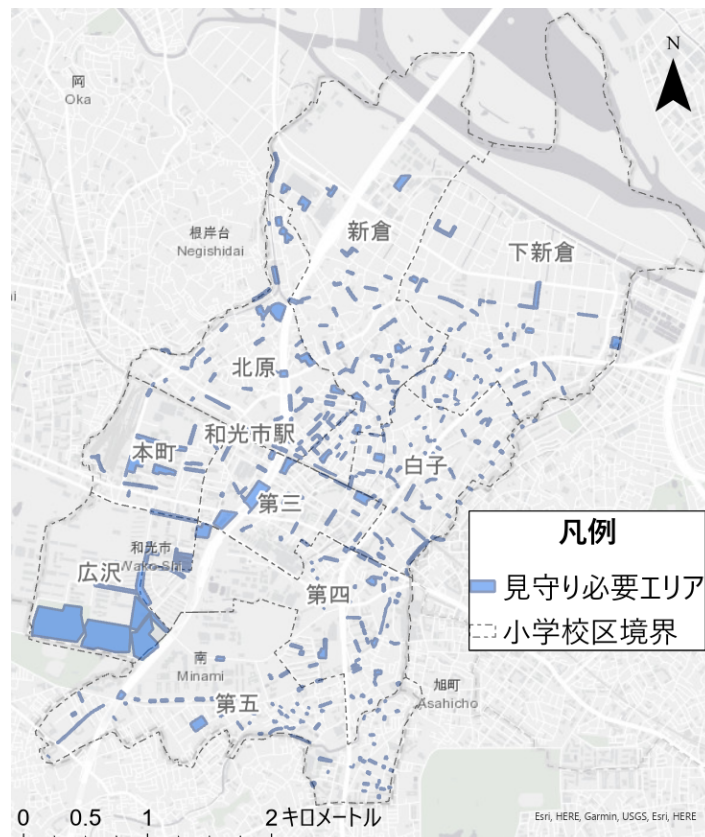 N
岡
Oka
新倉
根岸台
Negishidai
下新倉
北原
和光市駅
本町
白子
第三
凡例
和光市
Wako-Shi
広沢
見守り必要エリア
第四
小学校区境界
南
Minami
旭町
Asahicho
第五
0 0.5 1 2 キロメートル
Esri, HERE, Garmin, USGS, Esri, HERE